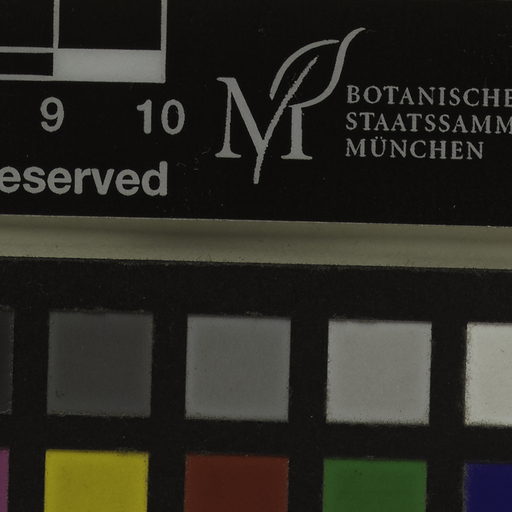 9 10
eserved
M
BOTANISCHE
STAATSSAMM
MÜNCHEN